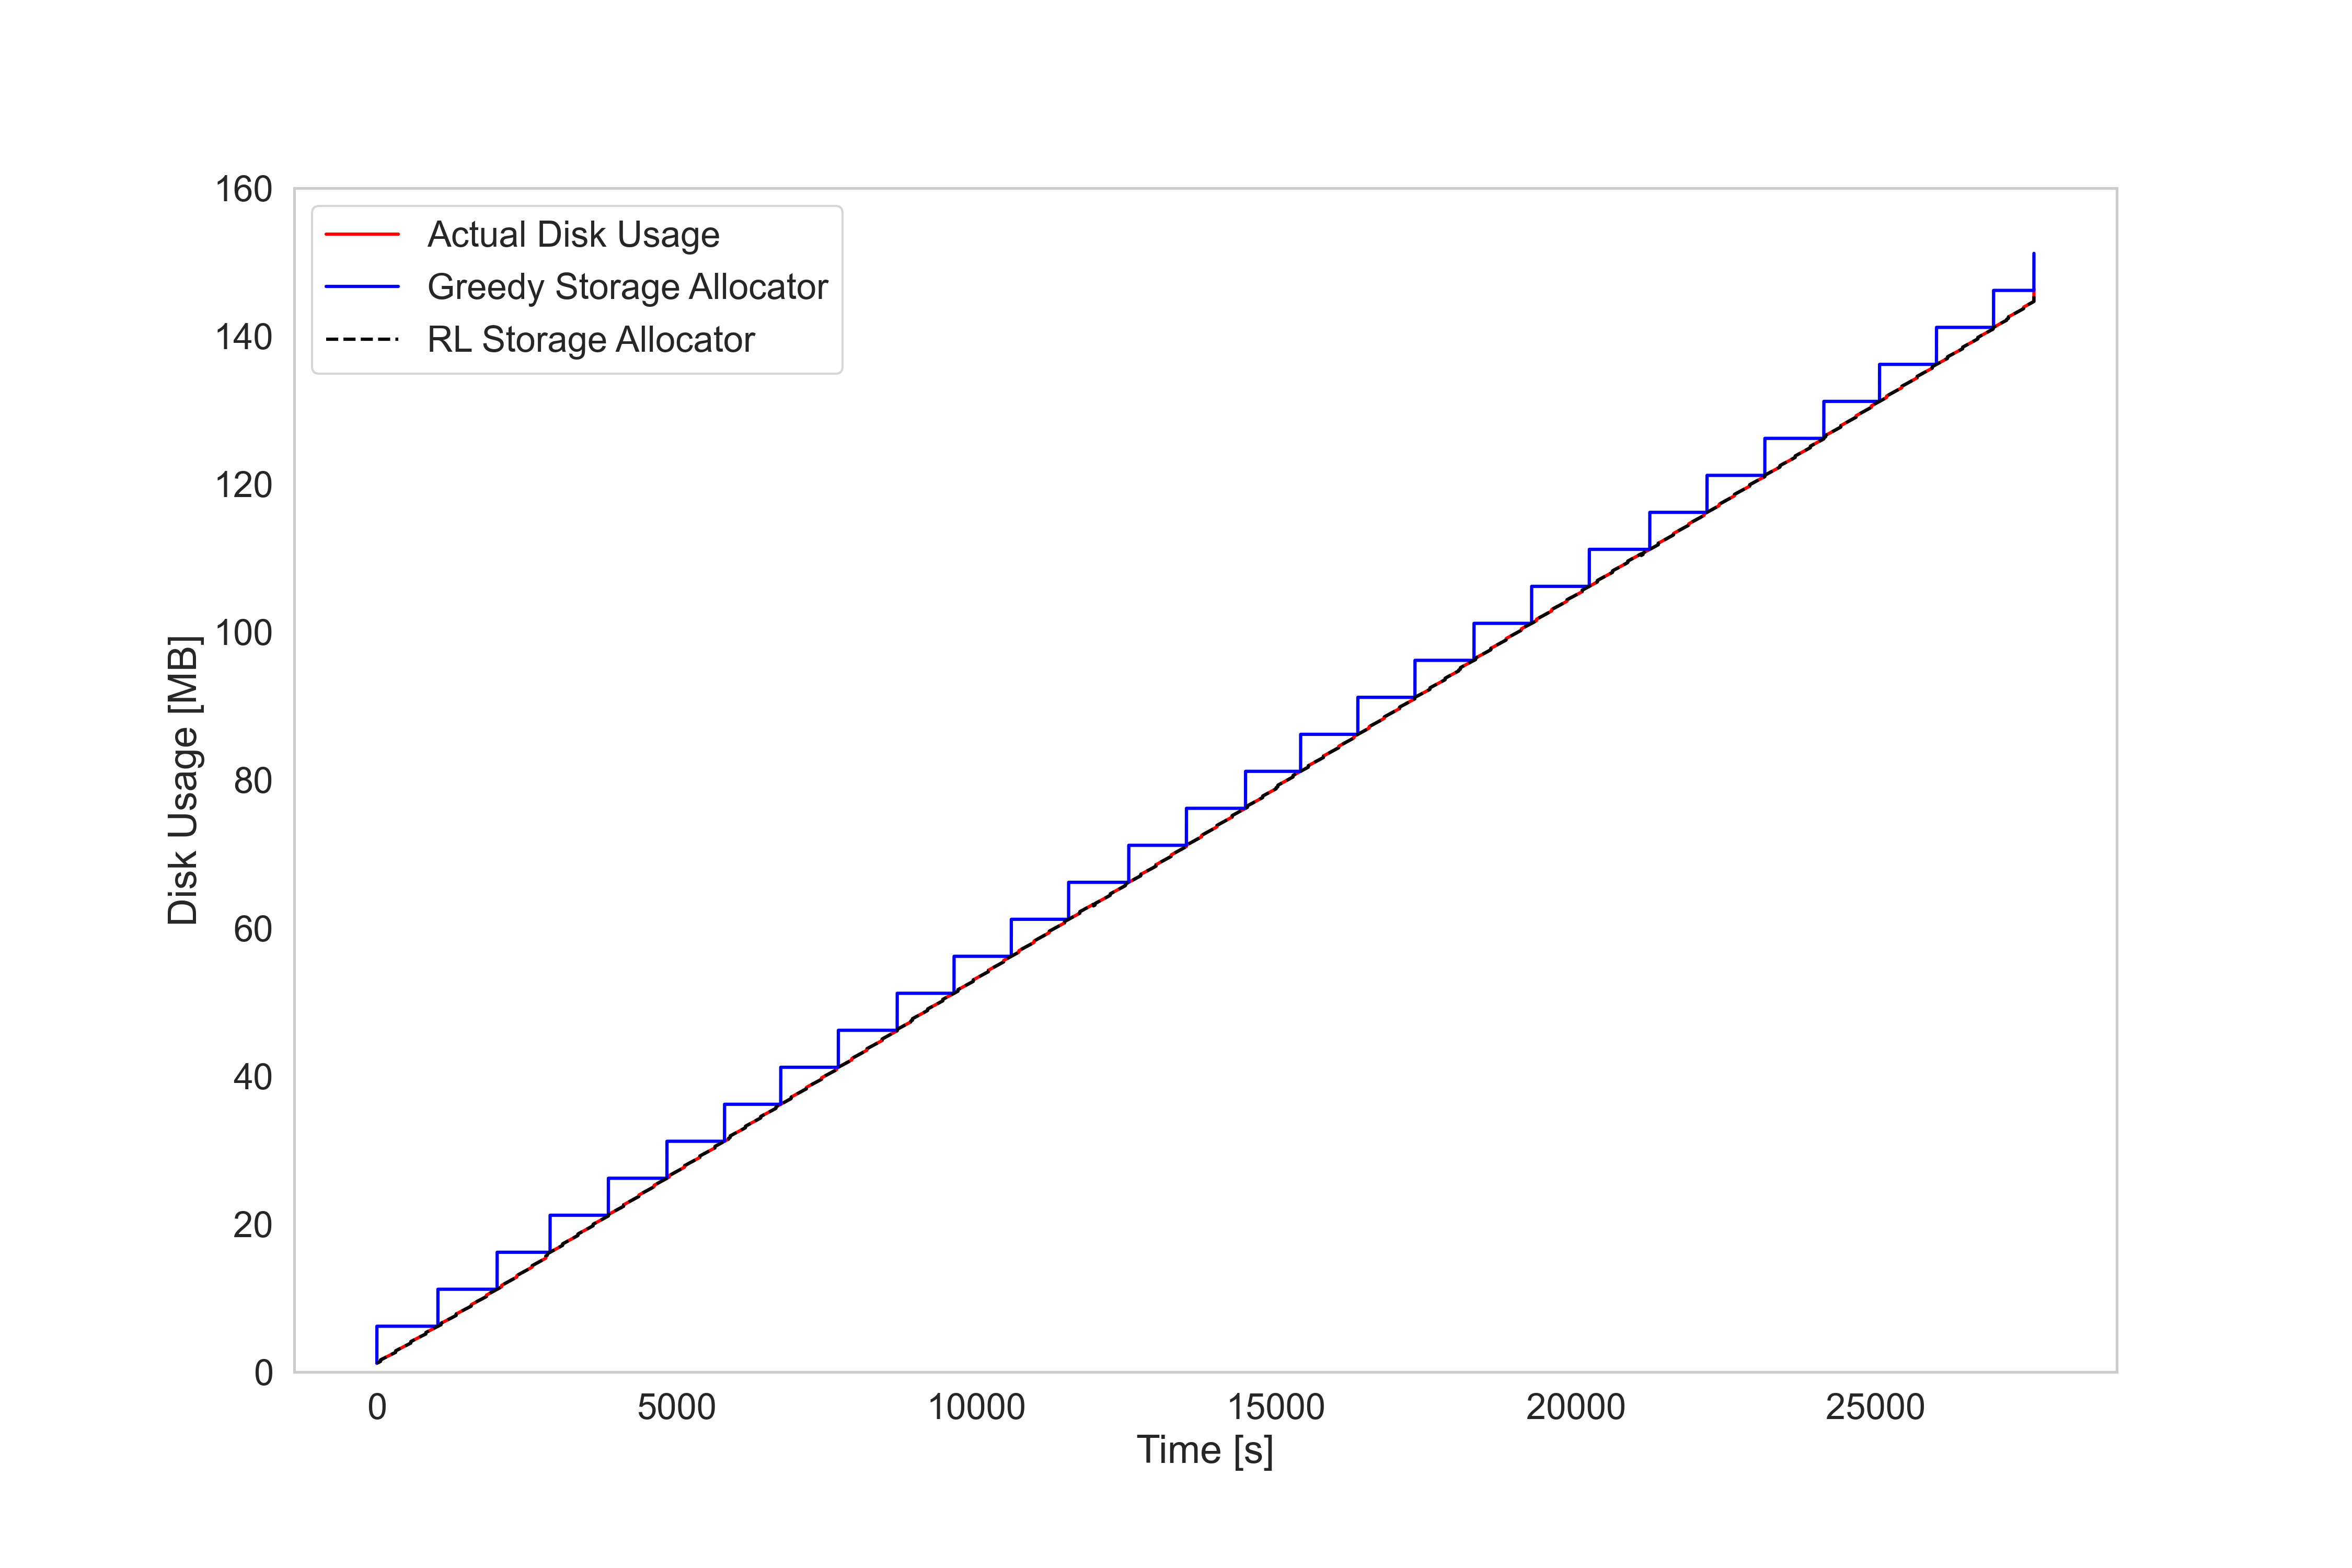 160
140
120
100
80
60
40
20
0
Disk Usage [MB]
Actual Disk Usage
Greedy Storage Allocator
RL Storage Allocator
0 5000 10000 15000 20000 25000
Time [s]